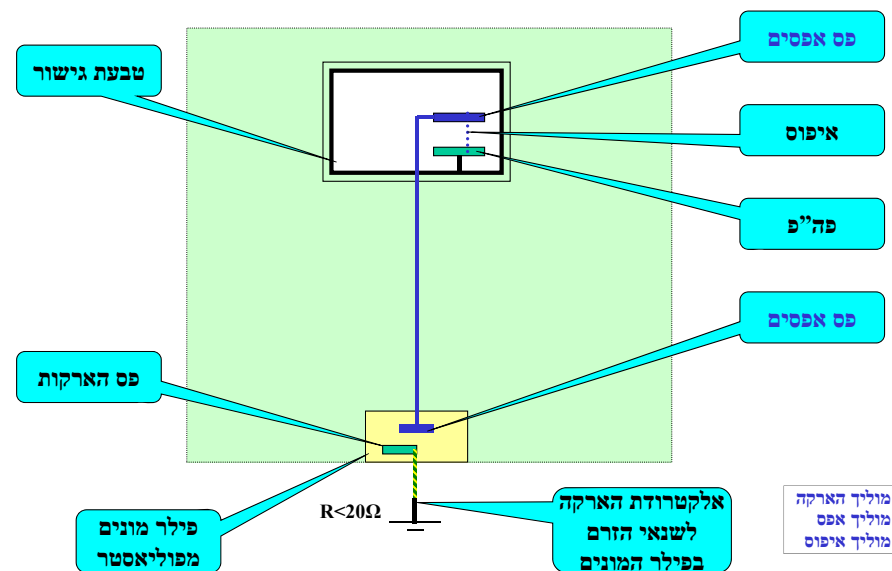 פס אפסים
טבעת גישור
איפוס
פה"פ
פס אפסים
פס הארקות
R<20Ω
אלקטרודת הארקה
לשנאי הזרם
בפילר המונים
פילר מונים
מפוליאסטר
מוליך הארקה
מוליך אפס
מוליך איפוס